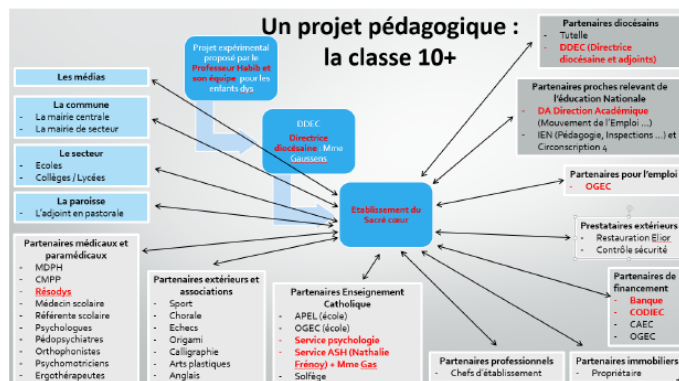 Un projet pédagogique :
la classe 10+
Projet expérimental
proposé par le
Professeur Habib et
son équipe pour les
enfants dys
DDEC
Directrice
diocésaine Mme
Gaussens
Etablissement du
Sacré cœur
Les médias
La commune
- La mairie centrale
- La mairie de secteur
Le secteur
- Ecoles
- Collèges / Lycées
La paroisse
- L'adjoint en pastorale
Partenaires médicaux et
paramédicaux
- MDPH
- CMPP
- Résodys
- Médecin scolaire
- Référente scolaire
- Psychologues
- Pédopsychiatres
- Orthophonistes
- Psychomotriciens
- Ergothérapeutes
Partenaires extérieurs et
associations
- Sport
- Chorale
- Echecs
- Origami
- Calligraphie
- Arts plastiques
- Anglais
Partenaires Enseignement
Catholique
- APEL (école)
- OGEC (école)
- Service psychologie
- Service ASH (Nathalie
Frénoy) + Mme Gas
- Solfège
Partenaires diocésains
- Tutelle
- DDEC (Directrice
diocésaine et adjoints)
Partenaires proches relevant de
l'éducation Nationale
- DA Direction Académique
(Mouvement de l'Emploi ...)
- IEN (Pédagogie, Inspections ...) et
Circonscription 4
Partenaires pour l'emploi
- OGEC
Prestataires extérieurs
- Restauration Elior
- Contrôle sécurité
Partenaires de
financement
- Banque
- CODIEC
- CAEC
- OGEC
Partenaires professionnels
- Chefs d'établissement
Partenaires immobiliers
- Propriétaire